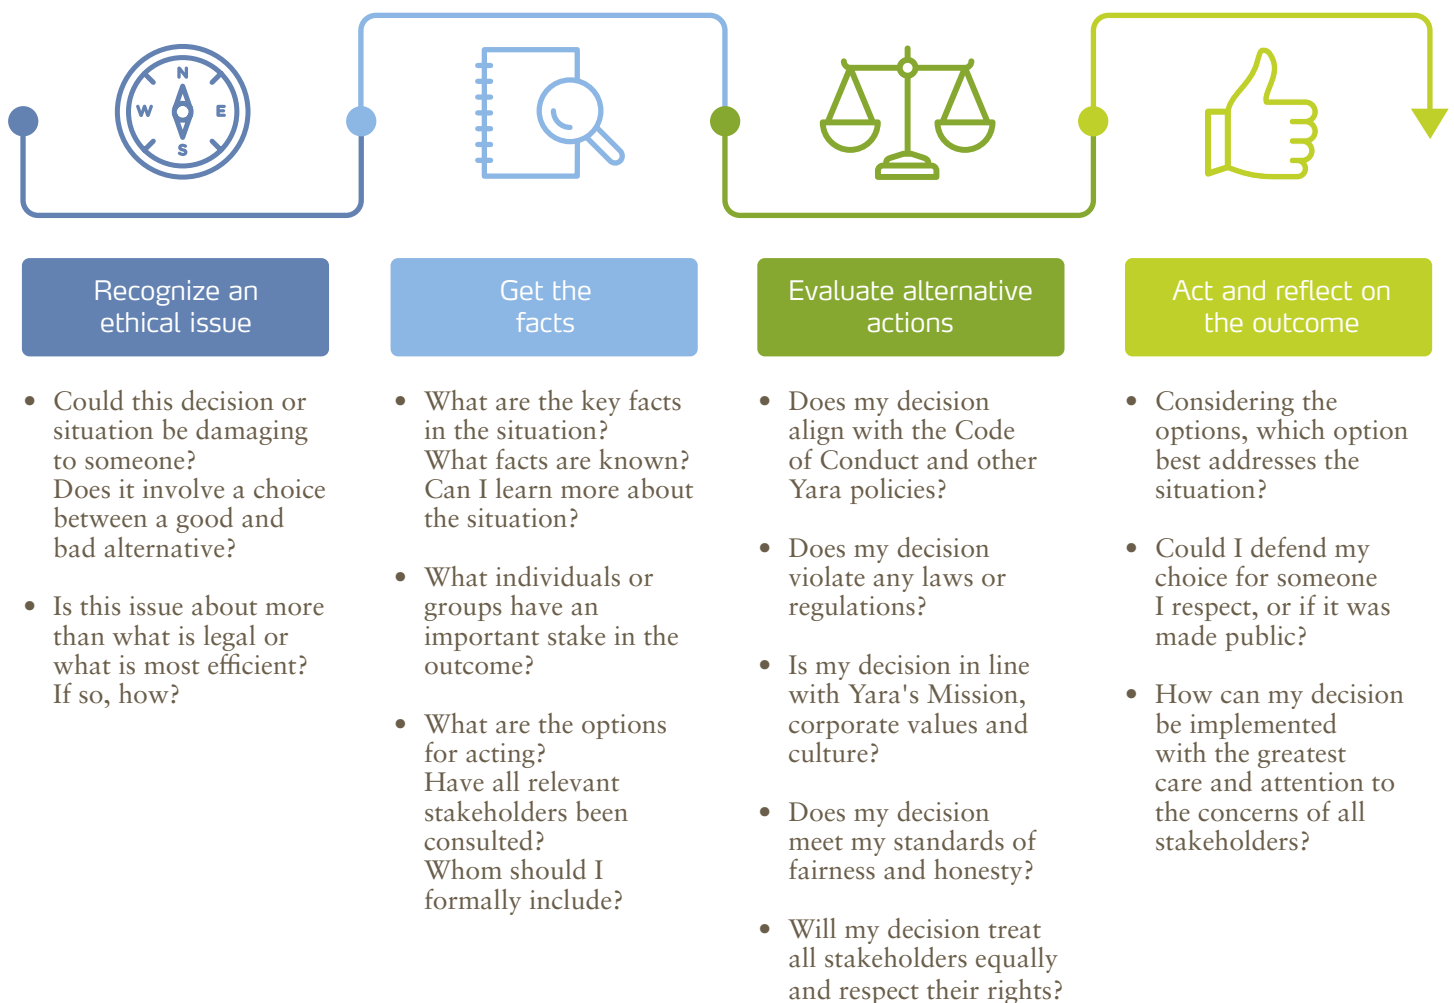 N
W
E
S
Recognize an
ethical issue
• Could this decision or
situation be damaging
to someone?
Does it involve a choice
between a good and
bad alternative?
• Is this issue about more
than what is legal or
what is most efficient?
If so, how?
Get the
facts
• What are the key facts
in the situation?
What facts are known?
Can I learn more about
the situation?
• What individuals or
groups have an
important stake in the
outcome?
• What are the options
for acting?
Have all relevant
stakeholders been
consulted?
Whom should I
formally include?
Evaluate alternative
actions
• Does my decision
align with the Code
of Conduct and other
Yara policies?
• Does my decision
violate any laws or
regulations?
• Is my decision in line
with Yara's Mission,
corporate values and
culture?
• Does my decision
meet my standards of
fairness and honesty?
• Will my decision treat
all stakeholders equally
and respect their rights?
Act and reflect on
the outcome
• Considering the
options, which option
best addresses the
situation?
• Could I defend my
choice for someone
I respect, or if it was
made public?
• How can my decision
be implemented
with the greatest
care and attention to
the concerns of all
stakeholders?